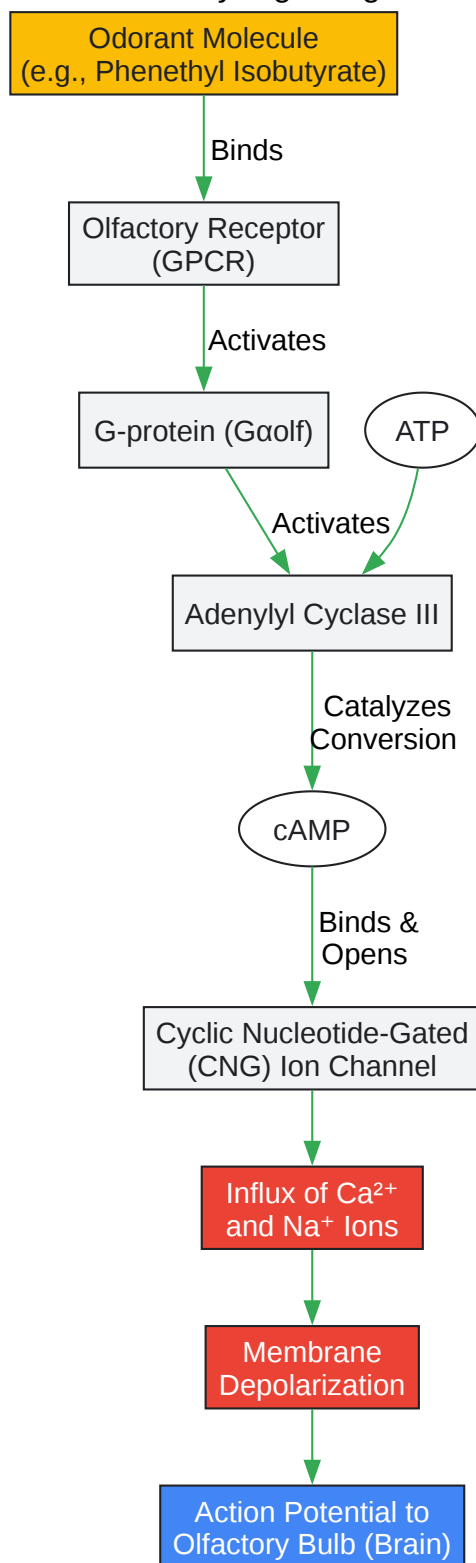 Odorant Molecule
(e.g., Phenethyl Isobutyrate)
Binds
Olfactory Receptor
(GPCR)
Activates
G-protein (Gαolf)
ATP
Activates
Adenylyl Cyclase III
Catalyzes
Conversion
cAMP
Binds &
Opens
Cyclic Nucleotide-Gated
(CNG) Ion Channel
Influx of Ca²⁺
and Na⁺ Ions
Membrane
Depolarization
Action Potential to
Olfactory Bulb (Brain)